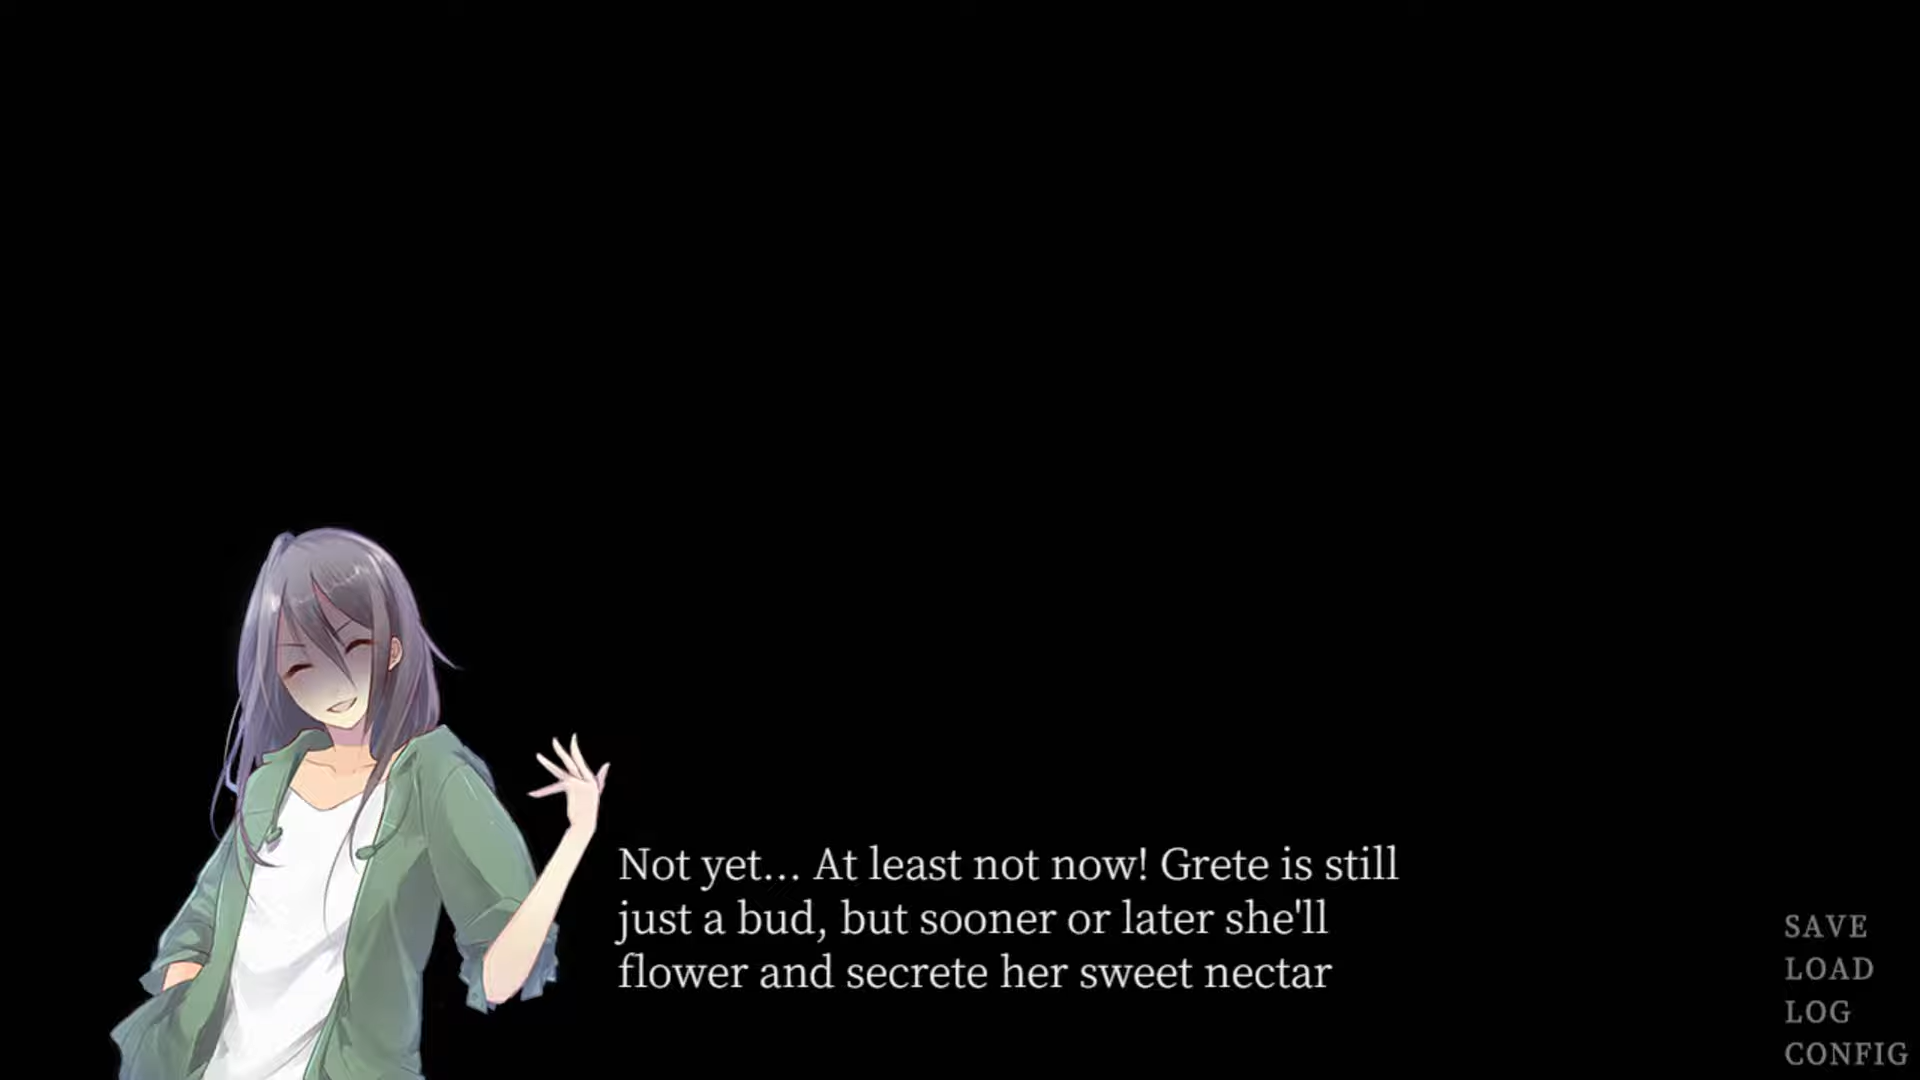 Not yet... At least not now! Grete is still
just a bud, but sooner or later she'll
flower and secrete her sweet nectar
SAVE
LOAD
LOG
CONFIG